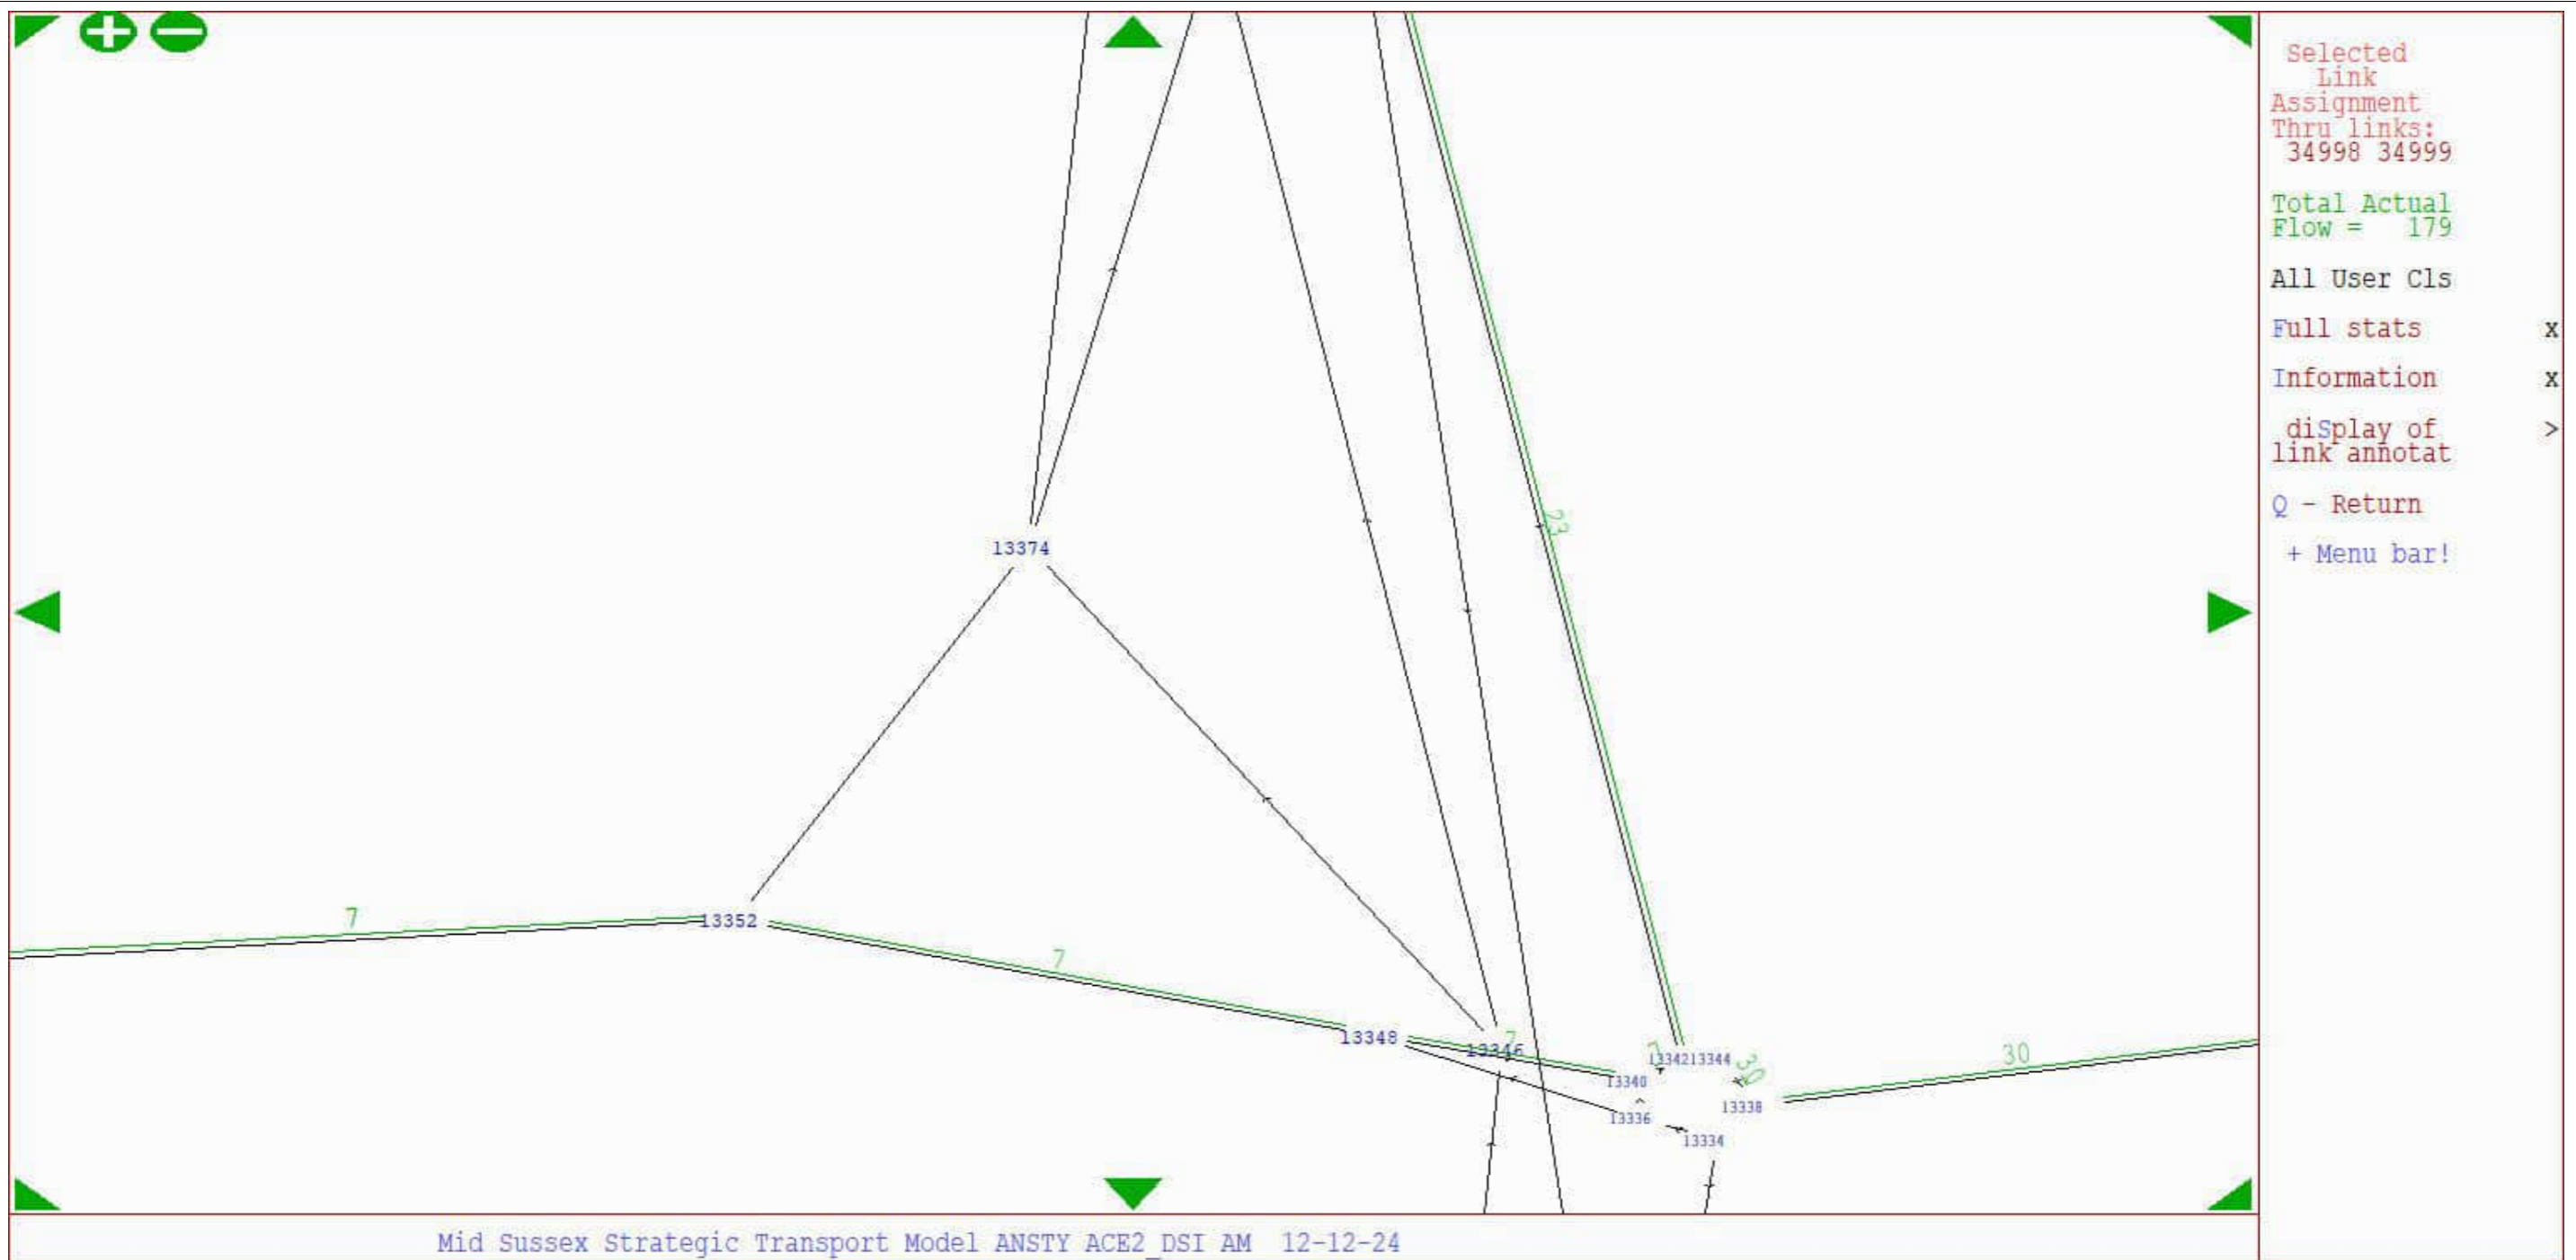 Selected
Link
Assignment
Thru links:
34998 34999
Total Actual
Flow = 179
All User Cls
Full stats x
Information x
diSplay of >
link annotat
Q - Return
+ Menu bar!
23
13374
7
13352
7
13348
7
13346
7
13342
13344
30
30
13340
13338
13336
13334
Mid Sussex Strategic Transport Model ANSTY ACE2_DSI AM 12-12-24